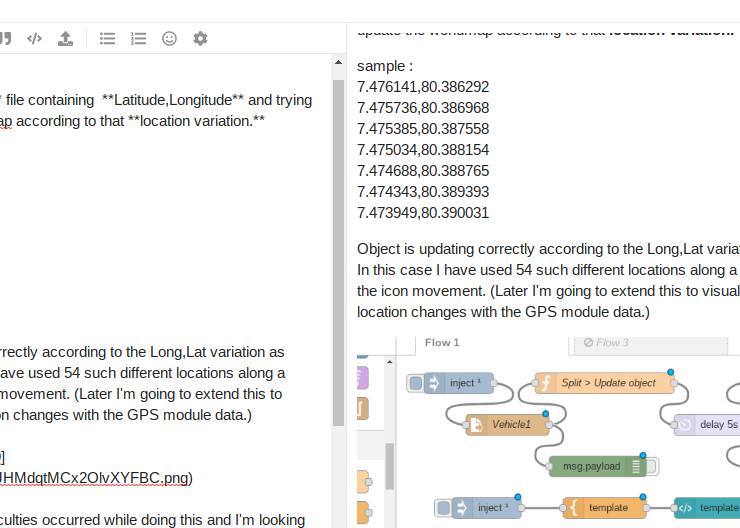 update the worldmap according to that location variation.
* file containing  **Latitude,Longitude** and trying
ap according to that **location variation.**
rrectly according to the Long,Lat variation as
ave used 54 such different locations along a
movement. (Later I'm going to extend this to
on changes with the GPS module data.)
]
JHMdqtMCx2OlvXYFBC.png)
culties occurred while doing this and I'm looking
sample :
7.476141,80.386292
7.475736,80.386968
7.475385,80.387558
7.475034,80.388154
7.474688,80.388765
7.474343,80.389393
7.473949,80.390031
Object is updating correctly according to the Long,Lat varia
In this case I have used 54 such different locations along a
the icon movement. (Later I'm going to extend this to visual
location changes with the GPS module data.)
Flow 1
Flow 3
inject ¹
Split > Update object
Vehicle1
delay 5s
msg.payload
inject ¹
template
template